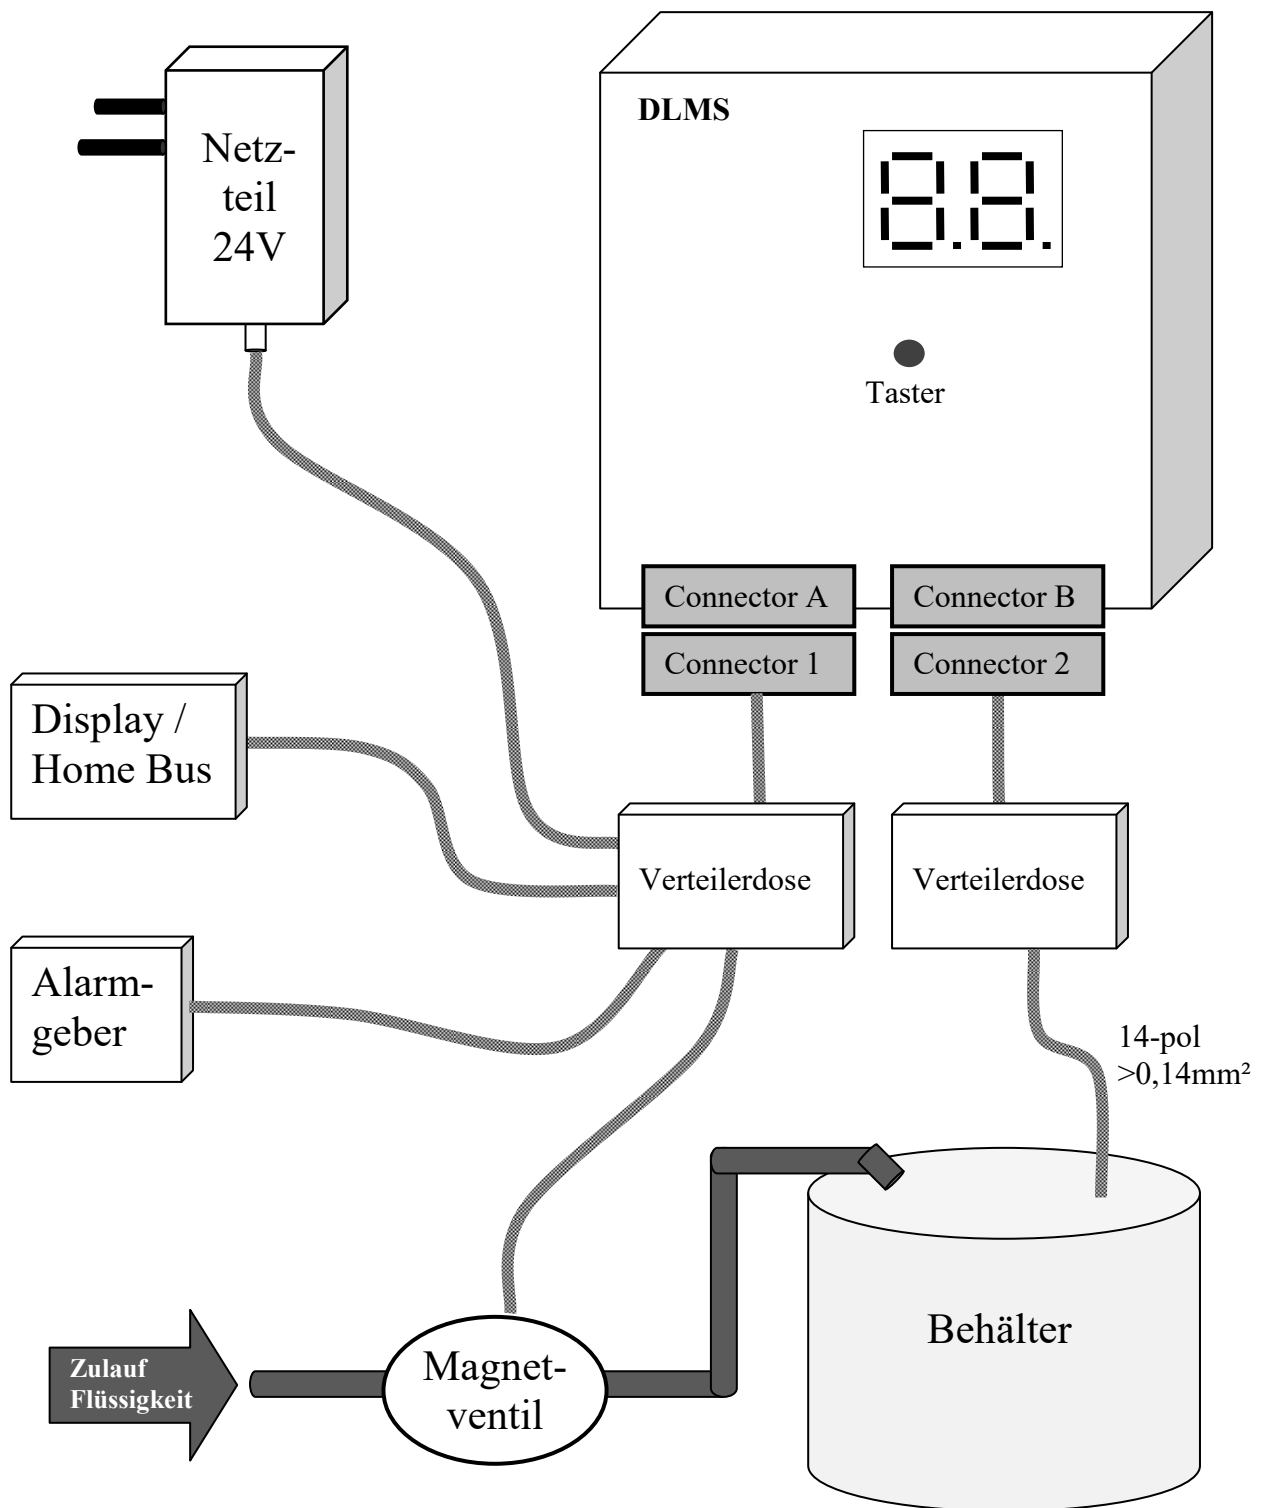 Netz-
teil
24V
DLMS
8.8.
Taster
Connector A
Connector B
Connector 1
Connector 2
Display /
Home Bus
Verteilerdose
Verteilerdose
Alarm-
geber
14-pol
>0,14mm²
Behälter
Zulauf
Flüssigkeit
Magnet-
ventil